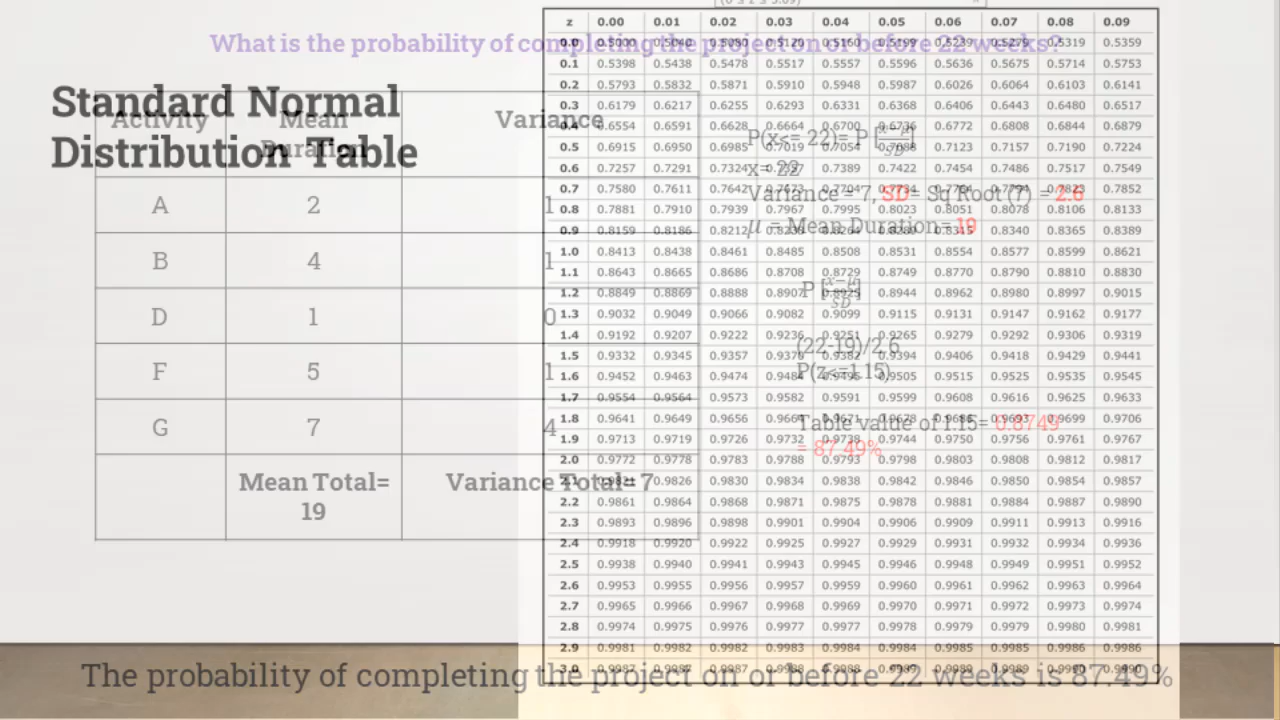 What is the probability of completing the project on or before 22 weeks?
Standard Normal
Distribution Table
Activity Mean Duration Variance
A 2 1
B 4 1
D 1 0
F 5 1
G 7 4
Mean Total= 19 Variance Total= 7
P(x<= 22)= P [x−μ/SD]
x= 22
Variance = 7, SD= Sq Root (7) = 2.6
μ = Mean Duration= 19
P [x−μ/SD]
(22-19)/2.6
P(z<=1.15)
Table value of 1.15= 0.8749
= 87.49%
z 0.00 0.01 0.02 0.03 0.04 0.05 0.06 0.07 0.08 0.09
0.0 0.5000 0.5040 0.5080 0.5120 0.5160 0.5199 0.5239 0.5279 0.5319 0.5359
0.1 0.5398 0.5438 0.5478 0.5517 0.5557 0.5596 0.5636 0.5675 0.5714 0.5753
0.2 0.5793 0.5832 0.5871 0.5910 0.5948 0.5987 0.6026 0.6064 0.6103 0.6141
0.3 0.6179 0.6217 0.6255 0.6293 0.6331 0.6368 0.6406 0.6443 0.6480 0.6517
0.4 0.6554 0.6591 0.6628 0.6664 0.6700 0.6736 0.6772 0.6808 0.6844 0.6879
0.5 0.6915 0.6950 0.6985 0.7019 0.7054 0.7088 0.7123 0.7157 0.7190 0.7224
0.6 0.7257 0.7291 0.7324 0.7357 0.7389 0.7422 0.7454 0.7486 0.7517 0.7549
0.7 0.7580 0.7611 0.7642 0.7673 0.7704 0.7734 0.7764 0.7794 0.7823 0.7852
0.8 0.7881 0.7910 0.7939 0.7967 0.7995 0.8023 0.8051 0.8078 0.8106 0.8133
0.9 0.8159 0.8186 0.8212 0.8238 0.8264 0.8289 0.8315 0.8340 0.8365 0.8389
1.0 0.8413 0.8438 0.8461 0.8485 0.8508 0.8531 0.8554 0.8577 0.8599 0.8621
1.1 0.8643 0.8665 0.8686 0.8708 0.8729 0.8749 0.8770 0.8790 0.8810 0.8830
1.2 0.8849 0.8869 0.8888 0.8907 0.8925 0.8944 0.8962 0.8980 0.8997 0.9015
1.3 0.9032 0.9049 0.9066 0.9082 0.9099 0.9115 0.9131 0.9147 0.9162 0.9177
1.4 0.9192 0.9207 0.9222 0.9236 0.9251 0.9265 0.9279 0.9292 0.9306 0.9319
1.5 0.9332 0.9345 0.9357 0.9370 0.9382 0.9394 0.9406 0.9418 0.9429 0.9441
1.6 0.9452 0.9463 0.9474 0.9484 0.9495 0.9505 0.9515 0.9525 0.9535 0.9545
1.7 0.9554 0.9564 0.9573 0.9582 0.9591 0.9599 0.9608 0.9616 0.9625 0.9633
1.8 0.9641 0.9649 0.9656 0.9664 0.9671 0.9678 0.9686 0.9693 0.9699 0.9706
1.9 0.9713 0.9719 0.9726 0.9732 0.9738 0.9744 0.9750 0.9756 0.9761 0.9767
2.0 0.9772 0.9778 0.9783 0.9788 0.9793 0.9798 0.9803 0.9808 0.9812 0.9817
2.1 0.9821 0.9826 0.9830 0.9834 0.9838 0.9842 0.9846 0.9850 0.9854 0.9857
2.2 0.9861 0.9864 0.9868 0.9871 0.9875 0.9878 0.9881 0.9884 0.9887 0.9890
2.3 0.9893 0.9896 0.9898 0.9901 0.9904 0.9906 0.9909 0.9911 0.9913 0.9916
2.4 0.9918 0.9920 0.9922 0.9925 0.9927 0.9929 0.9931 0.9932 0.9934 0.9936
2.5 0.9938 0.9940 0.9941 0.9943 0.9945 0.9946 0.9948 0.9949 0.9951 0.9952
2.6 0.9953 0.9955 0.9956 0.9957 0.9959 0.9960 0.9961 0.9962 0.9963 0.9964
2.7 0.9965 0.9966 0.9967 0.9968 0.9969 0.9970 0.9971 0.9972 0.9973 0.9974
2.8 0.9974 0.9975 0.9976 0.9977 0.9977 0.9978 0.9979 0.9979 0.9980 0.9981
2.9 0.9981 0.9982 0.9982 0.9983 0.9984 0.9984 0.9985 0.9985 0.9986 0.9986
3.0 0.9987 0.9987 0.9987 0.9988 0.9988 0.9989 0.9989 0.9989 0.9990 0.9990
The probability of completing the project on or before 22 weeks is 87.49%